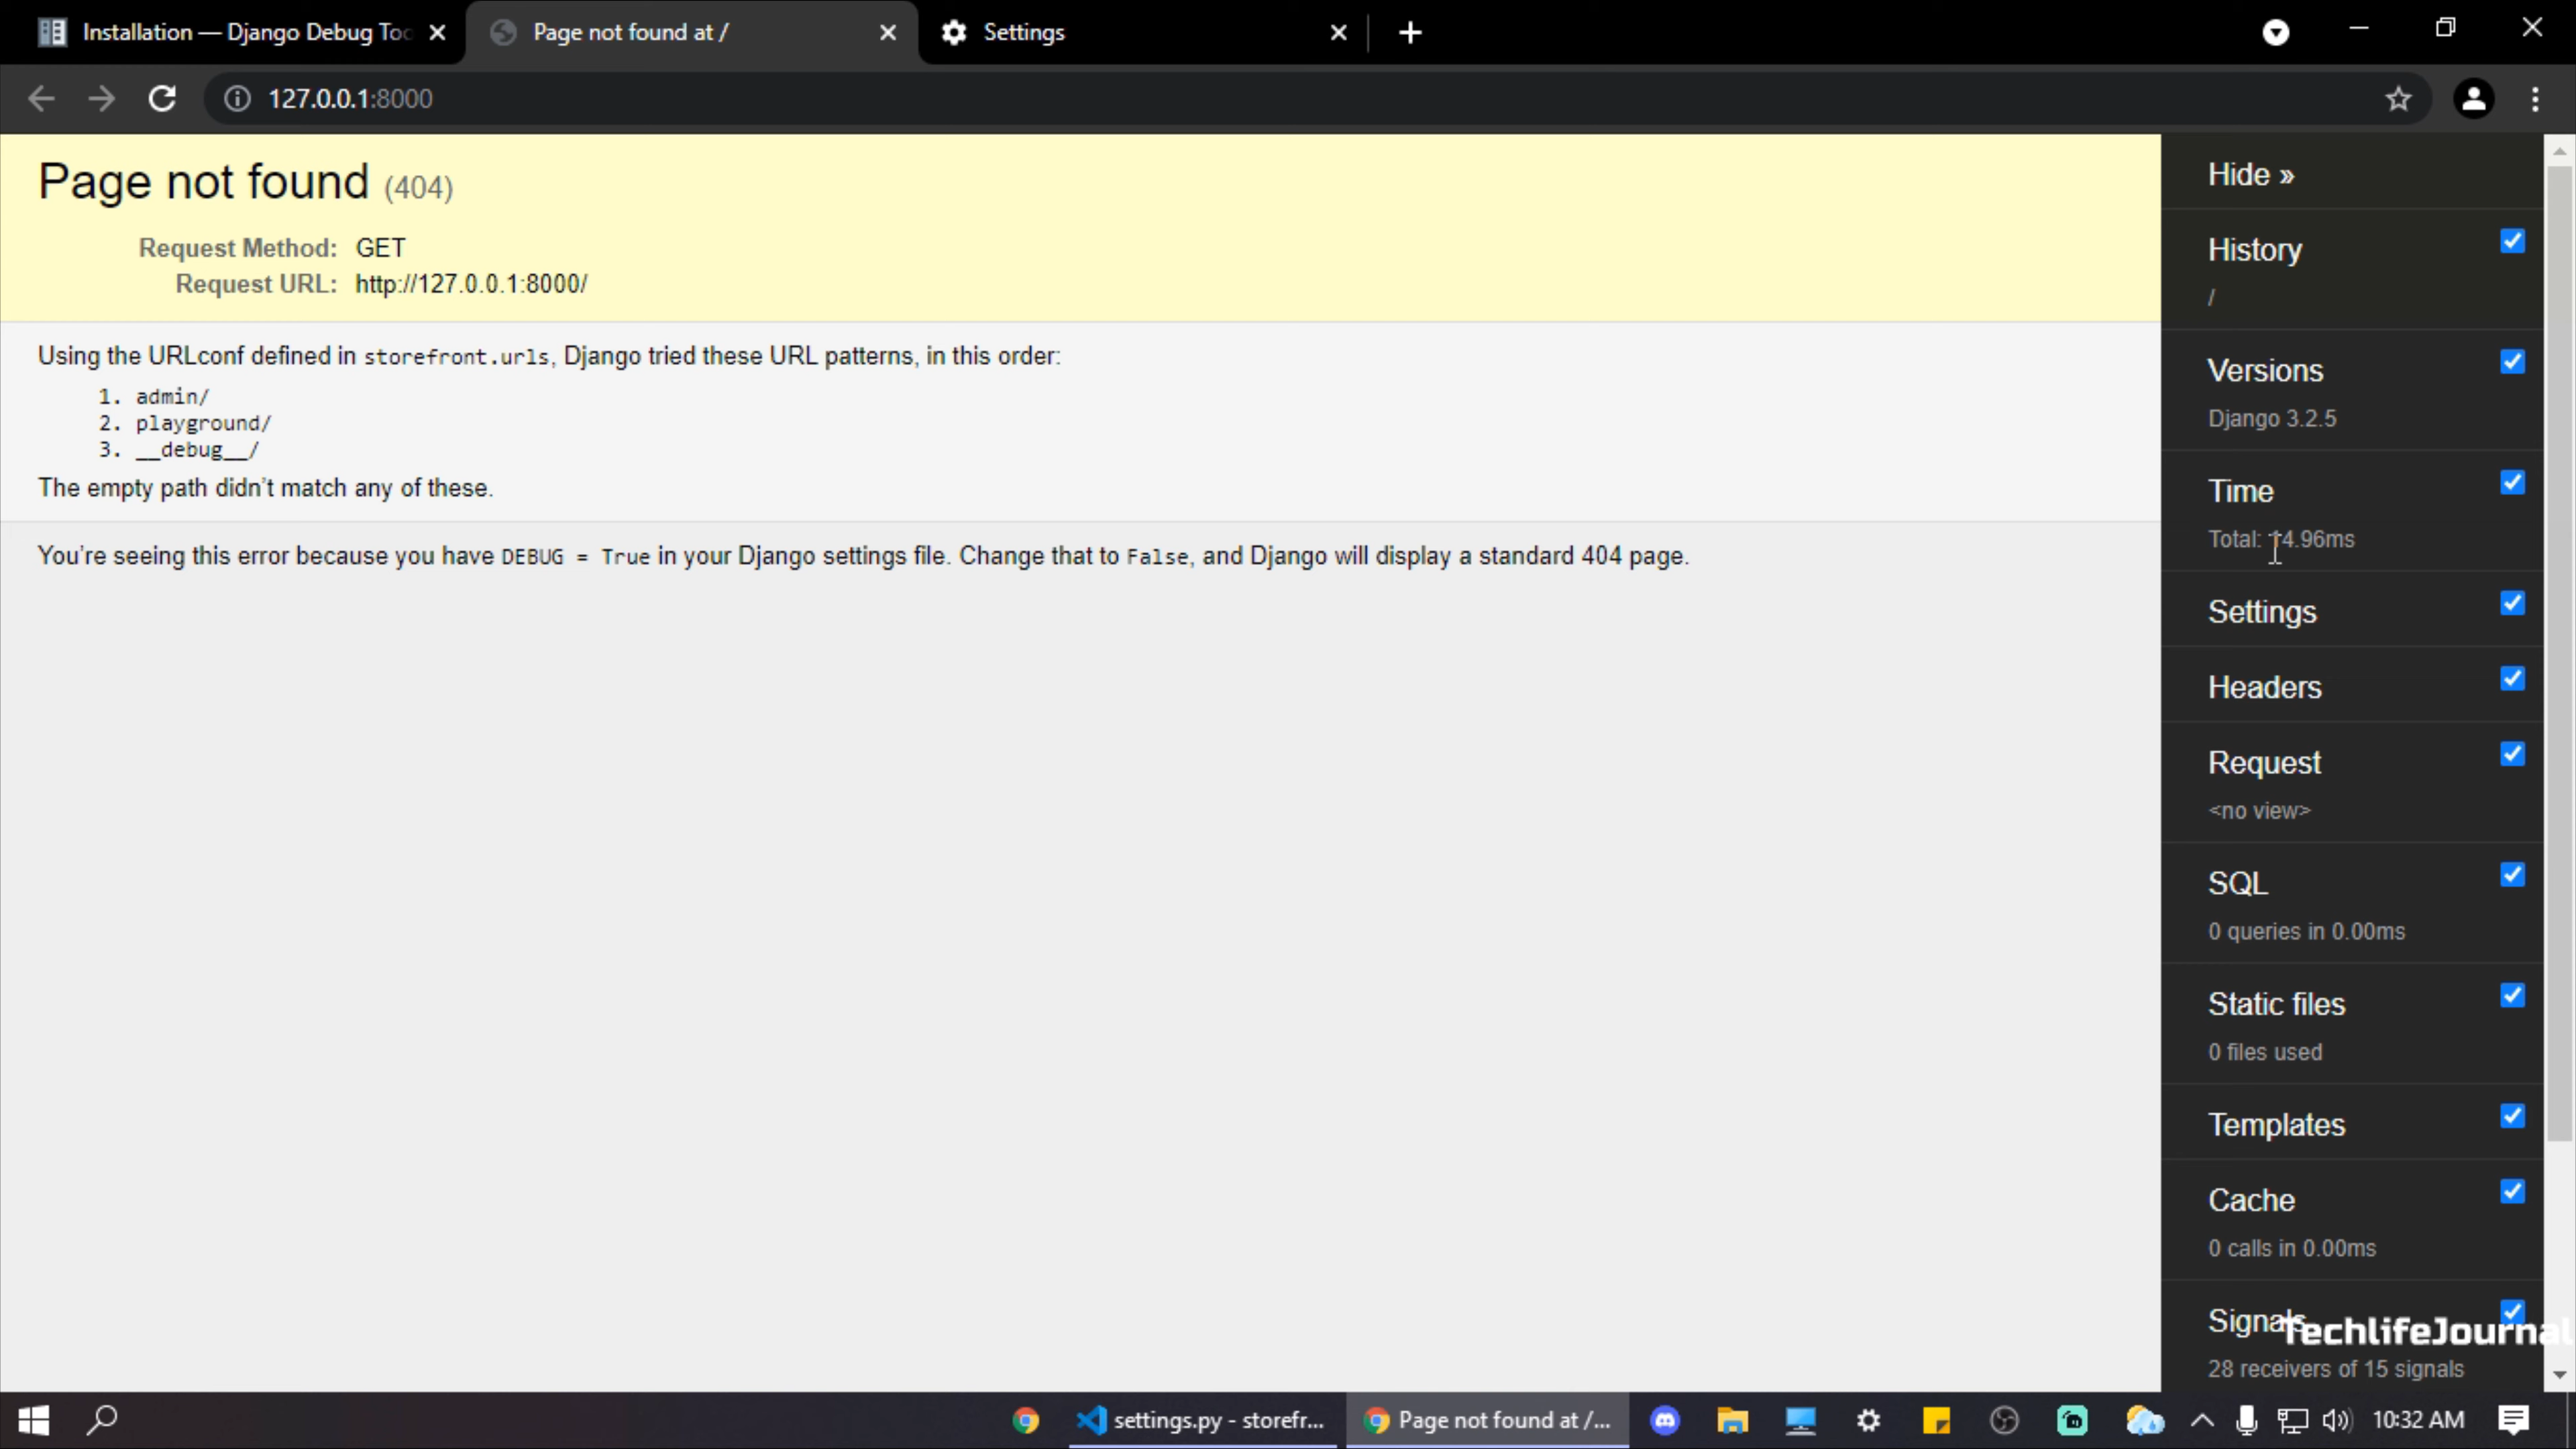 Installation — Django Debug Too
Page not found at /
Settings
127.0.0.1:8000
Page not found (404)
Request Method: GET
Request URL: http://127.0.0.1:8000/
Using the URLconf defined in storefront.urls, Django tried these URL patterns, in this order:
1. admin/
2. playground/
3. __debug__/
The empty path didn’t match any of these.
You’re seeing this error because you have DEBUG = True in your Django settings file. Change that to False, and Django will display a standard 404 page.
Hide »
History
/
Versions
Django 3.2.5
Time
Total: 14.96ms
Settings
Headers
Request
<no view>
SQL
0 queries in 0.00ms
Static files
0 files used
Templates
Cache
0 calls in 0.00ms
Signals
TechlifeJournal
28 receivers of 15 signals
settings.py - storefr...
Page not found at /...
10:32 AM